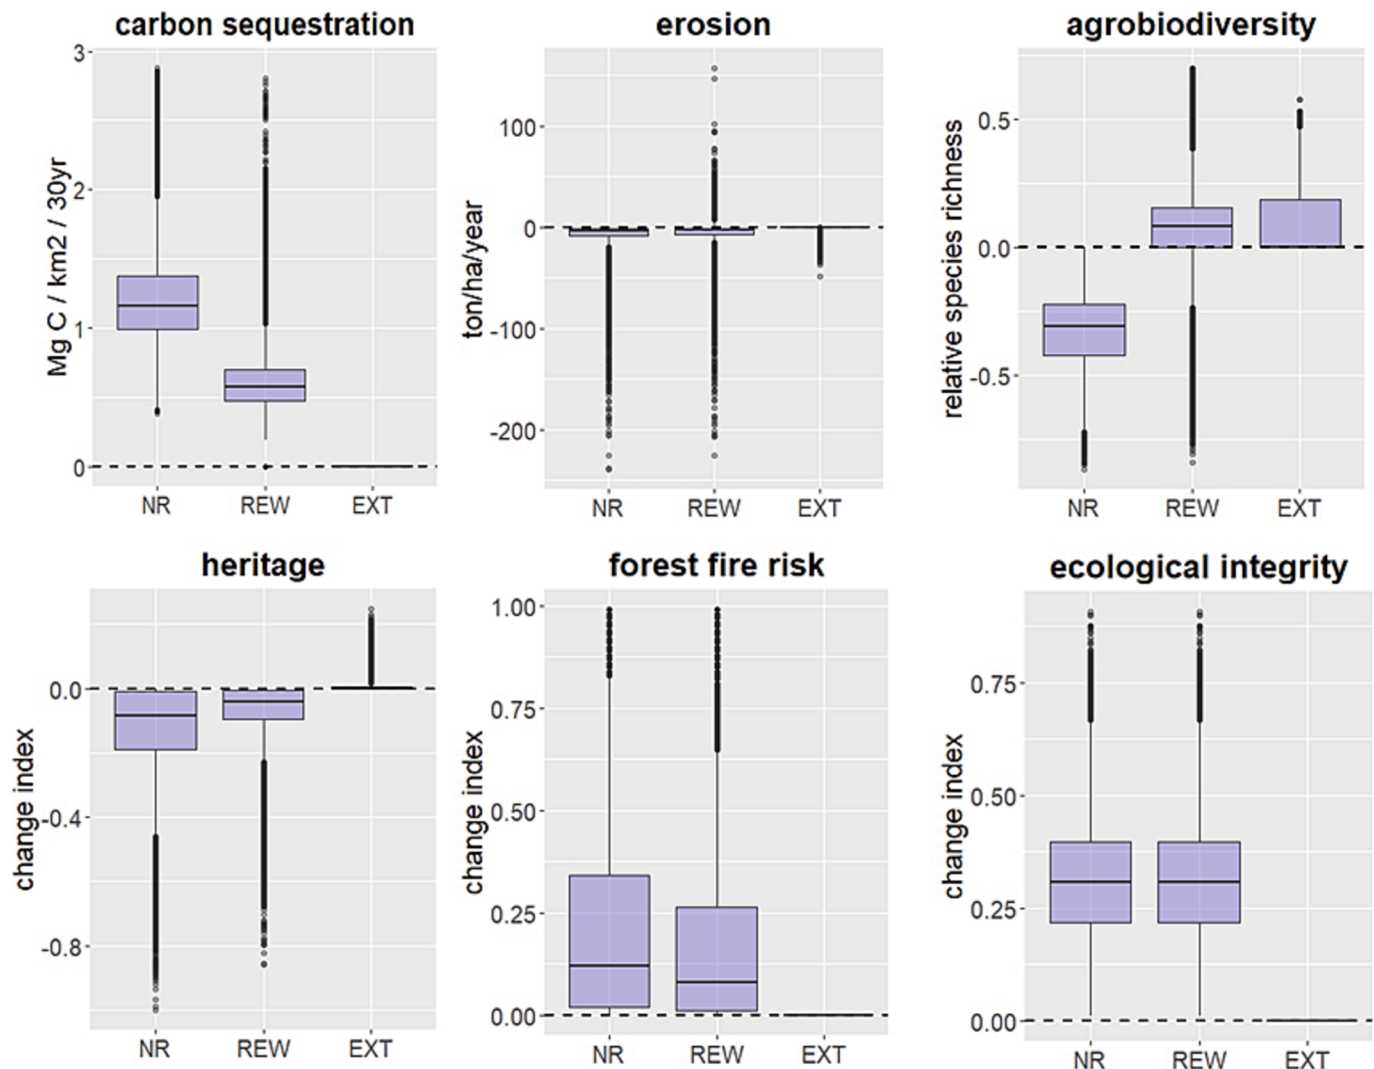 carbon sequestration
Mg C / km2 / 30yr
3
2
1
0
NR REW EXT
erosion
ton/ha/year
100
0
-100
-200
NR REW EXT
agrobiodiversity
relative species richness
0.5
0.0
-0.5
NR REW EXT
heritage
change index
0.0
-0.4
-0.8
NR REW EXT
forest fire risk
change index
1.00
0.75
0.50
0.25
0.00
NR REW EXT
ecological integrity
change index
0.75
0.50
0.25
0.00
NR REW EXT